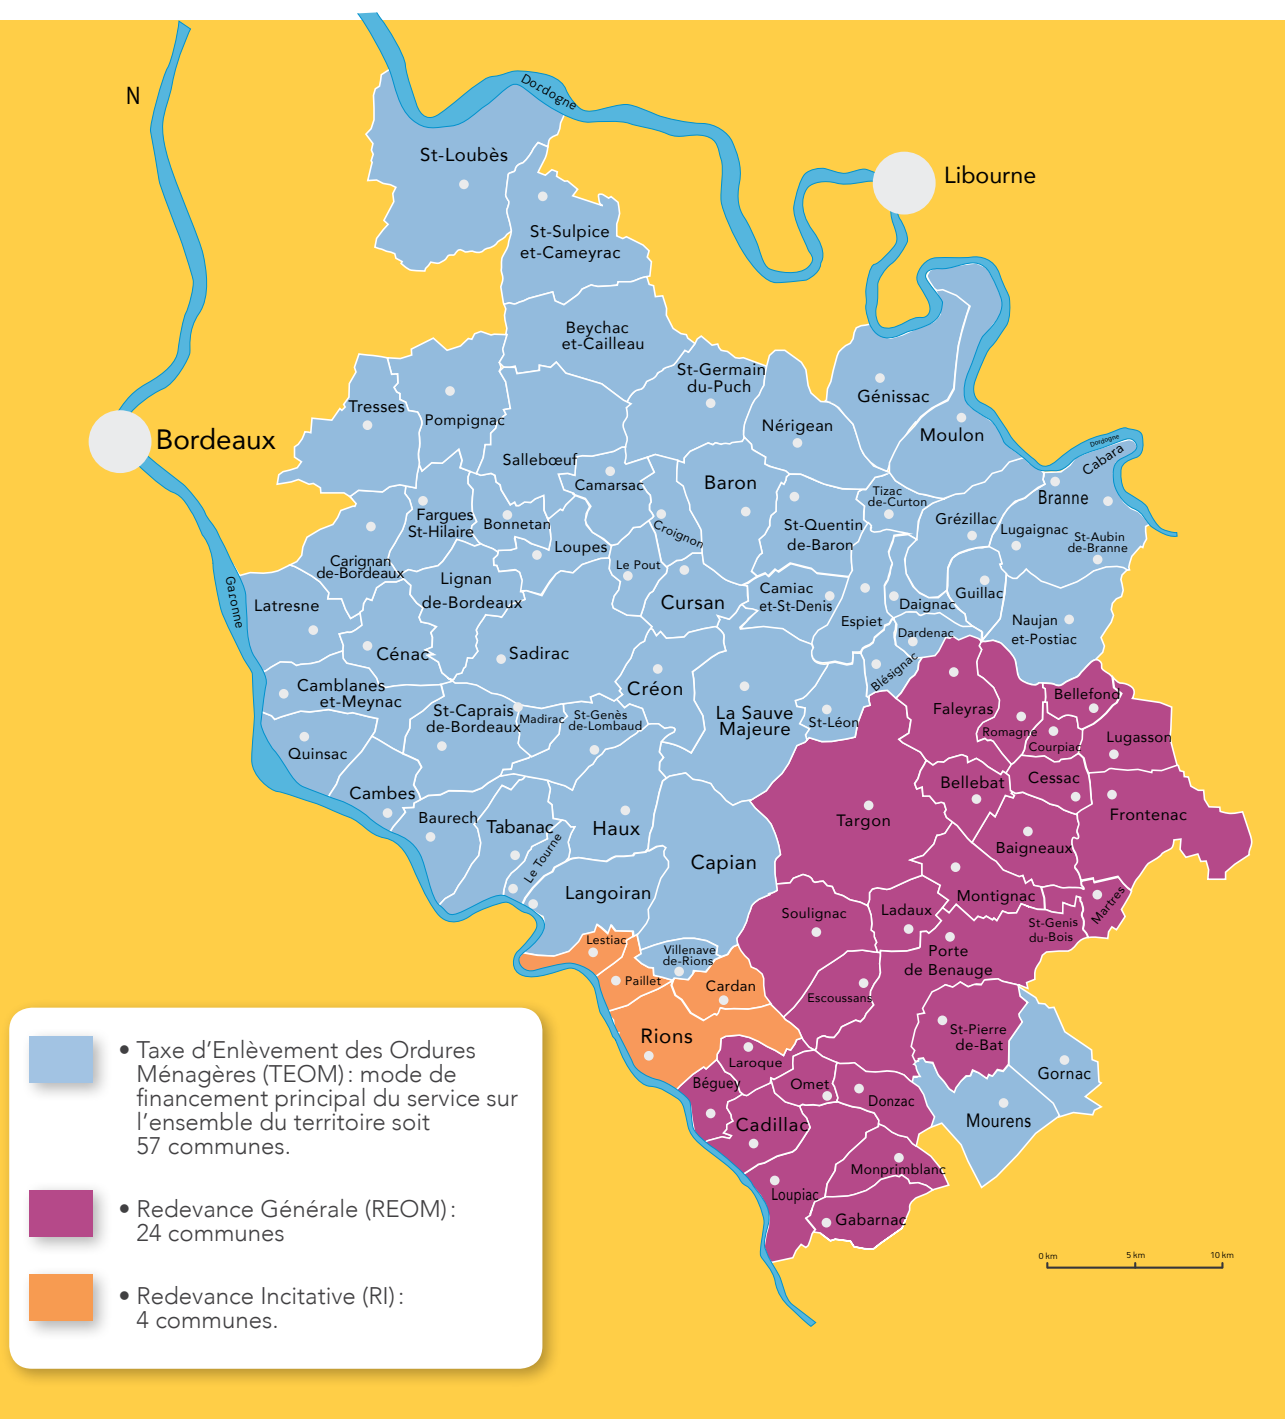 Dordogne
N
St-Loubès
Libourne
St-Sulpice
et-Cameyrac
Beychac
et-Cailleau
St-Germain
du-Puch
Génissac
Tresses
Pompignac
Nérigean
Moulon
Bordeaux
Dordogne
Cabara
Sallebœuf
Camarsac
Baron
Tizac
de-Curton
Branne
Fargues
St-Hilaire
Bonnetan
Croignon
St-Quentin
de-Baron
Grézillac
Lugaignac
St-Aubin
de-Branne
Loupes
Carignan
de-Bordeaux
Le Pout
Lignan
de-Bordeaux
Garonne
Latresne
Cursan
Camiac
et-St-Denis
Daignac
Guillac
Espiet
Naujan
et-Postiac
Dardenac
Cénac
Sadirac
Blésignac
Camblanes
et-Meynac
Créon
Bellefond
St-Caprais
de-Bordeaux
Madirac
St-Genès
de-Lombaud
La Sauve
Majeure
St-Léon
Faleyras
Romagne
Courpiac
Lugasson
Quinsac
Cambes
Bellebat
Cessac
Baurech
Tabanac
Haux
Targon
Frontenac
Le Tourne
Baigneaux
Capian
Langoiran
Montignac
Martres
Soulignac
Ladaux
St-Genis
du-Bois
Lestiac
Villenave
de-Rions
Porte
de Benauge
Paillet
Cardan
Escoussans
Rions
St-Pierre
de-Bat
Laroque
Gornac
Béguey
Omet
Donzac
Cadillac
Mourens
Monprimblanc
Loupiac
Gabarnac
0 km
5 km
10 km
• Taxe d’Enlèvement des Ordures
Ménagères (TEOM) : mode de
financement principal du service sur
l’ensemble du territoire soit
57 communes.
• Redevance Générale (REOM) :
24 communes
• Redevance Incitative (RI) :
4 communes.